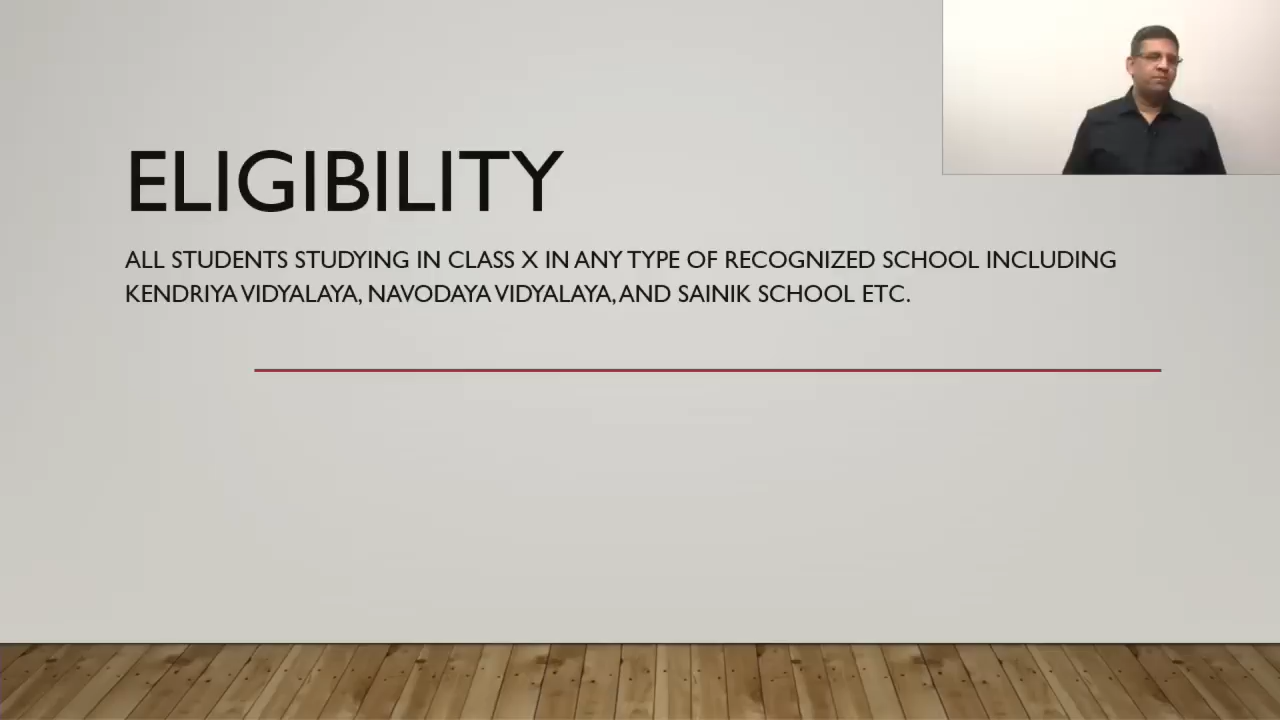 ELIGIBILITY
ALL STUDENTS STUDYING IN CLASS X IN ANY TYPE OF RECOGNIZED SCHOOL INCLUDING
KENDRIYA VIDYALAYA, NAVODAYA VIDYALAYA, AND SAINIK SCHOOL ETC.